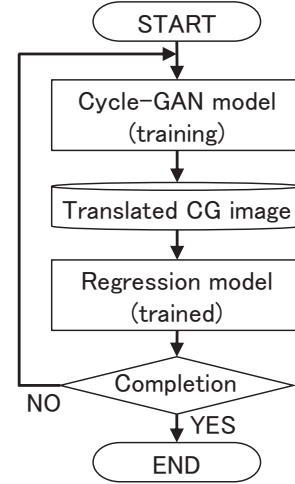 START
Cycle-GAN model
(training)
Translated CG image
Regression model
(trained)
Completion
NO
YES
END